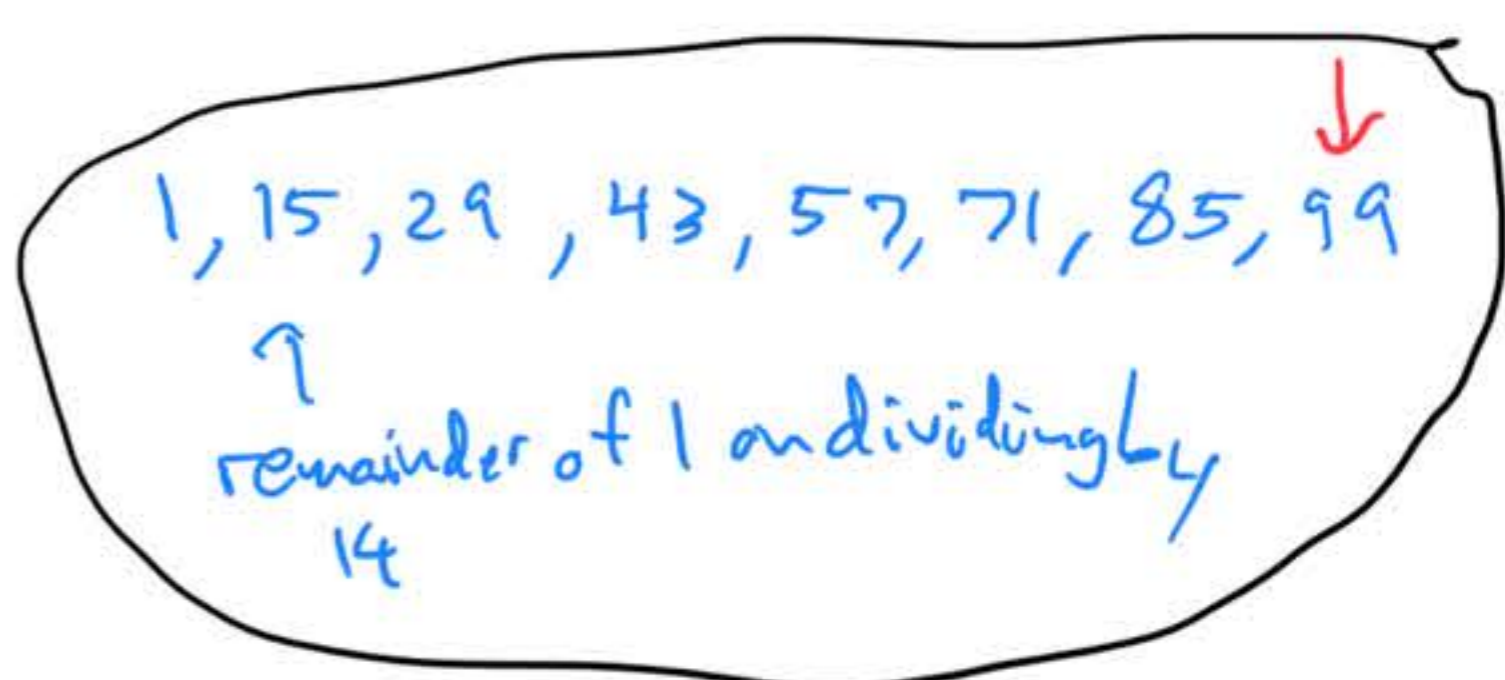 1, 15, 29, 43, 57, 71, 85, 99
remainder of 1 on dividing by
14